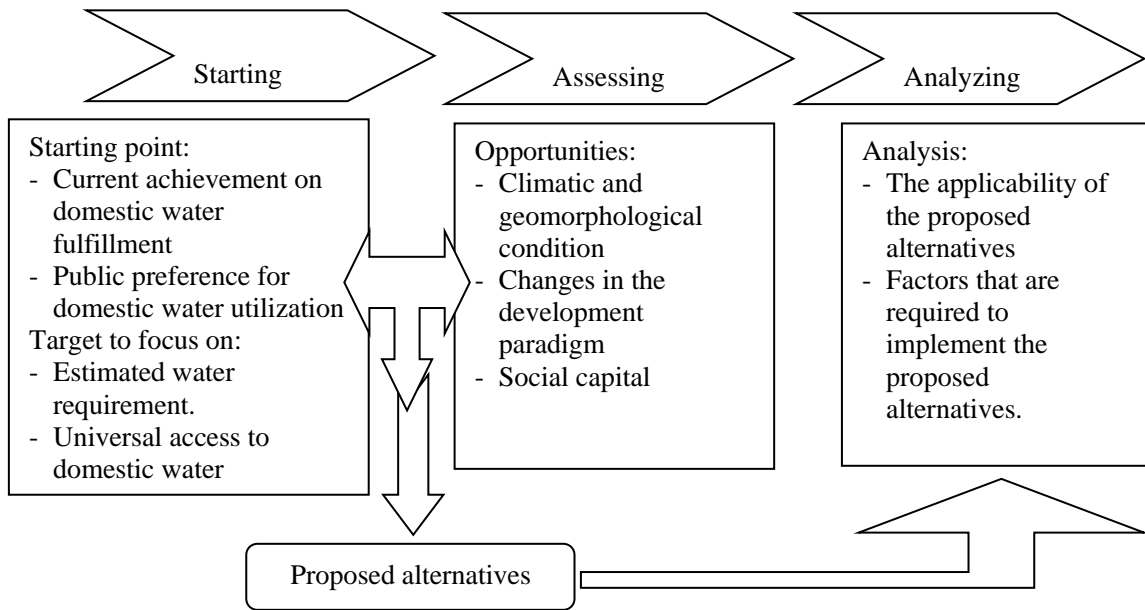 Starting
Assessing
Analyzing
Starting point:
- Current achievement on
domestic water
fulfillment
- Public preference for
domestic water utilization
Target to focus on:
- Estimated water
requirement.
- Universal access to
domestic water
Opportunities:
- Climatic and
geomorphological
condition
- Changes in the
development
paradigm
- Social capital
Analysis:
- The applicability of
the proposed
alternatives
- Factors that are
required to
implement the
proposed
alternatives.
Proposed alternatives